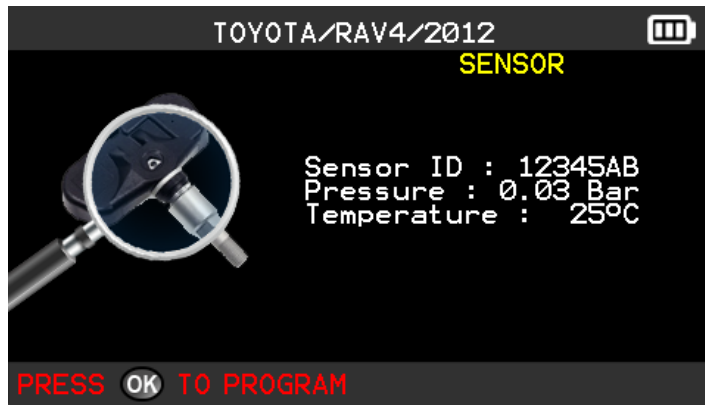 TOYOTA/RAV4/2012
SENSOR
Sensor ID : 12345AB
Pressure : 0.03 Bar
Temperature : 25ºC
PRESS OK TO PROGRAM